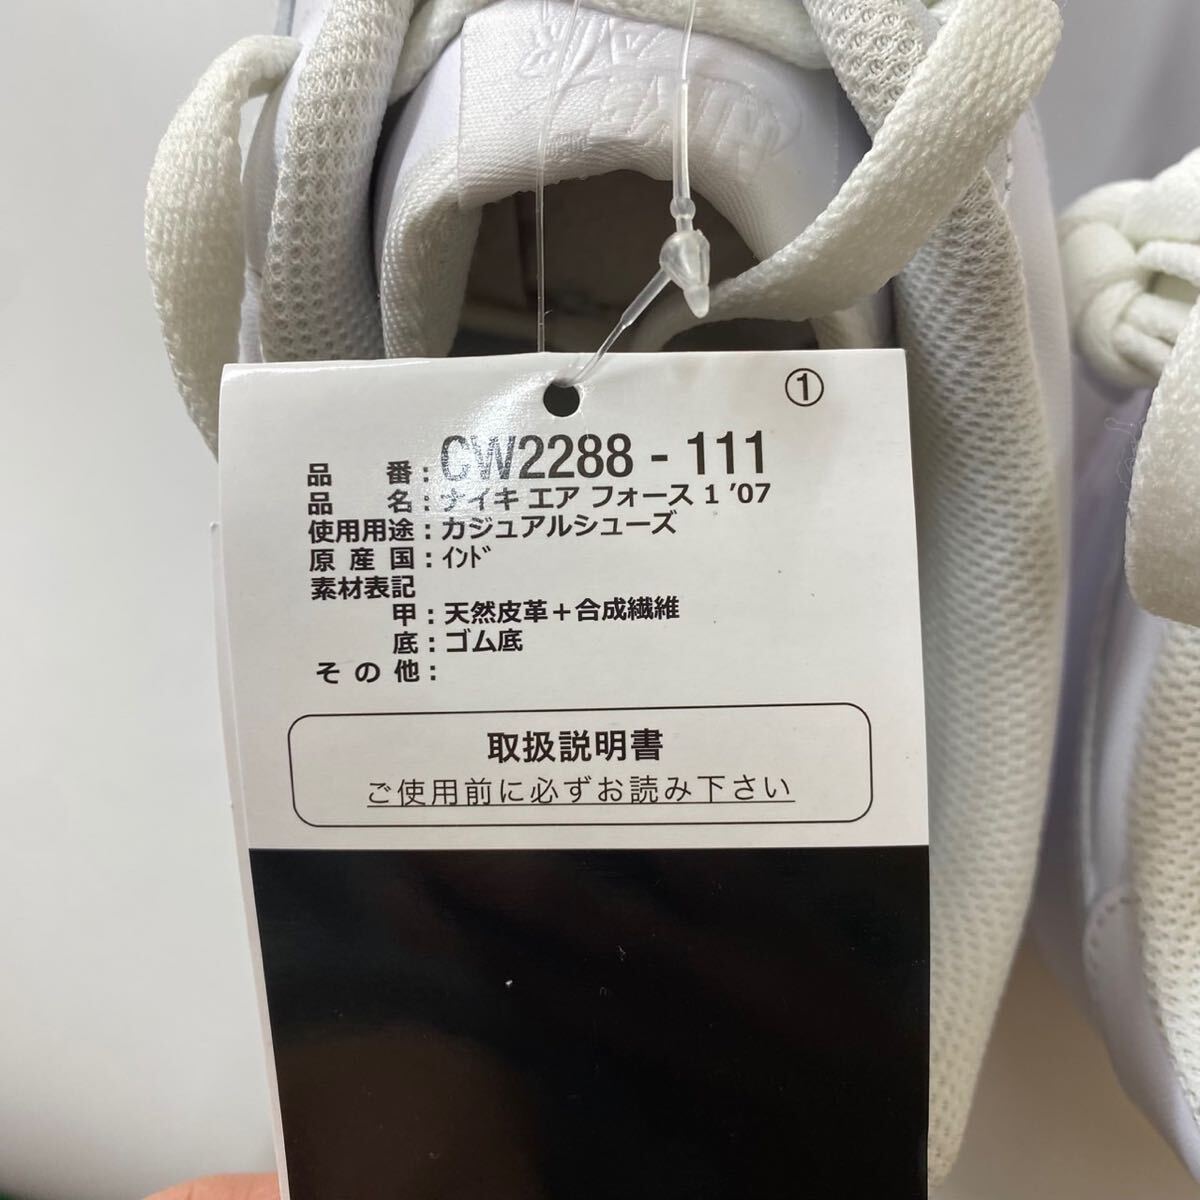 NIKE
AIR
①
品番：CW2288-111
品名：ナイキ エア フォース 1 '07
使用用途：カジュアルシューズ
原産国：ｲﾝﾄﾞ
素材表記
甲：天然皮革＋合成繊維
底：ゴム底
その他：
取扱説明書
ご使用前に必ずお読み下さい